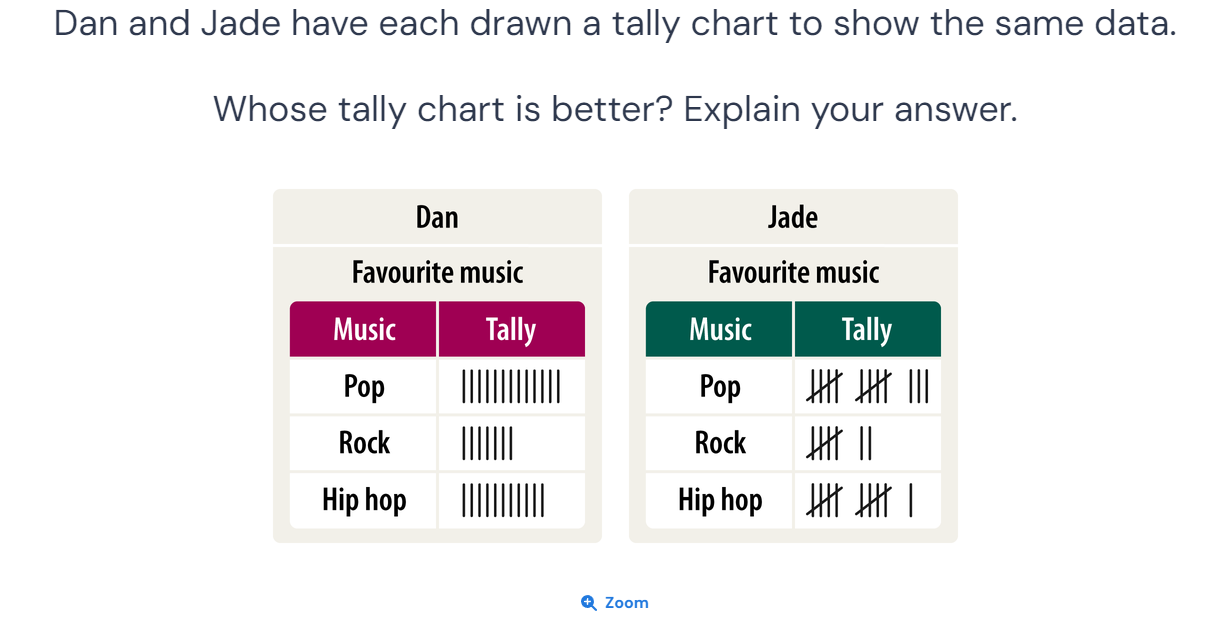 Dan and Jade have each drawn a tally chart to show the same data.
Whose tally chart is better? Explain your answer.
Dan
Favourite music
Music Tally
Pop
Rock
Hip hop
Jade
Favourite music
Music Tally
Pop
Rock
Hip hop
Zoom